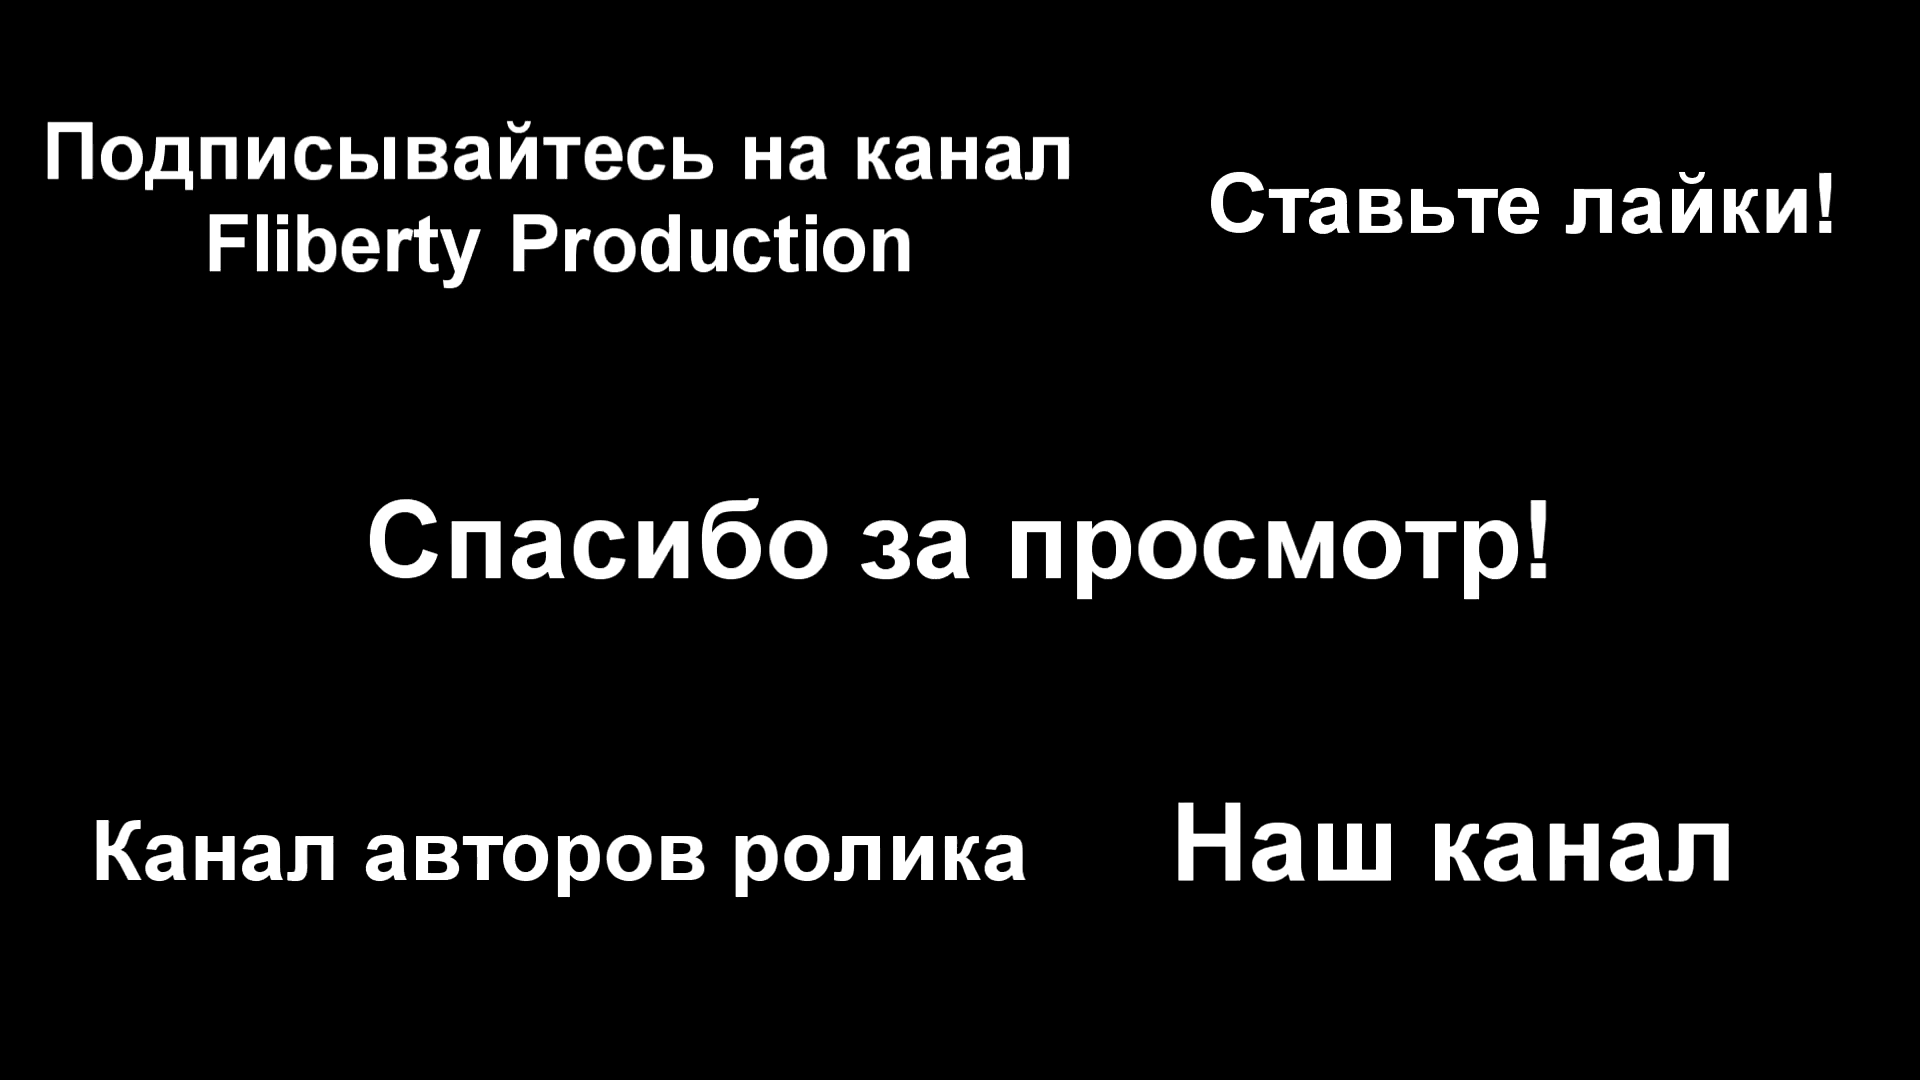 Подписывайтесь на канал
Fliberty Production
Ставьте лайки!
Спасибо за просмотр!
Канал авторов ролика
Наш канал